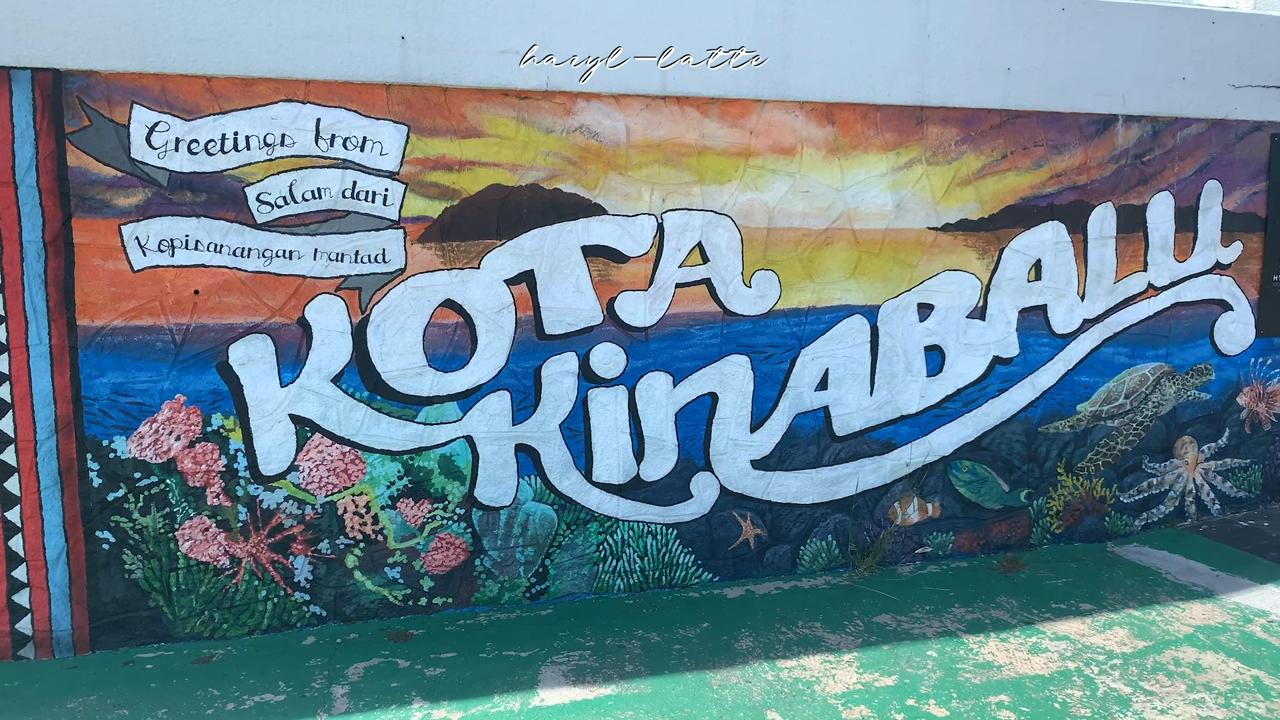 haryl-latte
Greetings from
Salam dari
Kopisanangan mantad
KOTA
KiNABALU